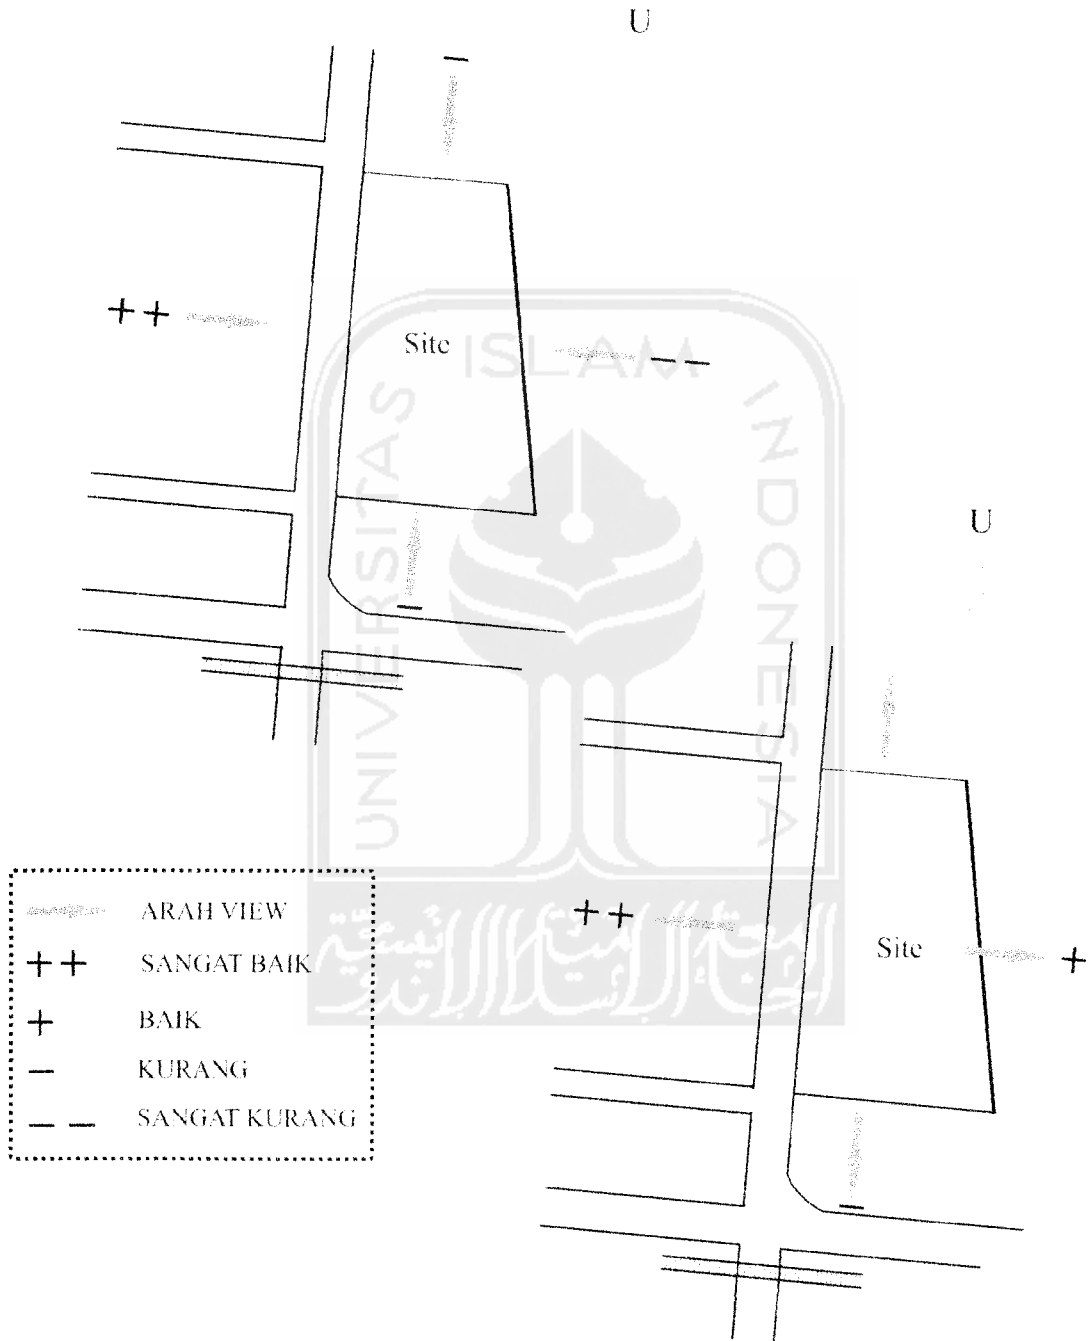 U
++
Site
--
U
++
Site
+
ARAH VIEW
++ SANGAT BAIK
+ BAIK
- KURANG
-- SANGAT KURANG
UNIVERSITAS
ISLAM
INDONESIA